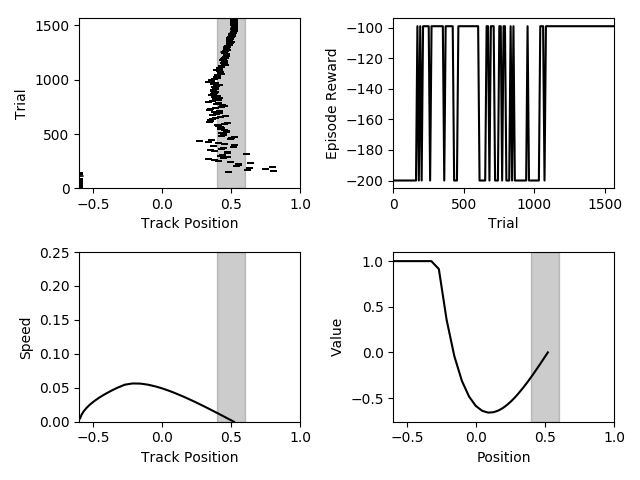 1500
1000
500
0
Trial
−0.5 0.0 0.5 1.0
Track Position
−100
−120
−140
−160
−180
−200
Episode Reward
0 500 1000 1500
Trial
0.25
0.20
0.15
0.10
0.05
0.00
Speed
−0.5 0.0 0.5 1.0
Track Position
1.0
0.5
0.0
−0.5
Value
−0.5 0.0 0.5 1.0
Position